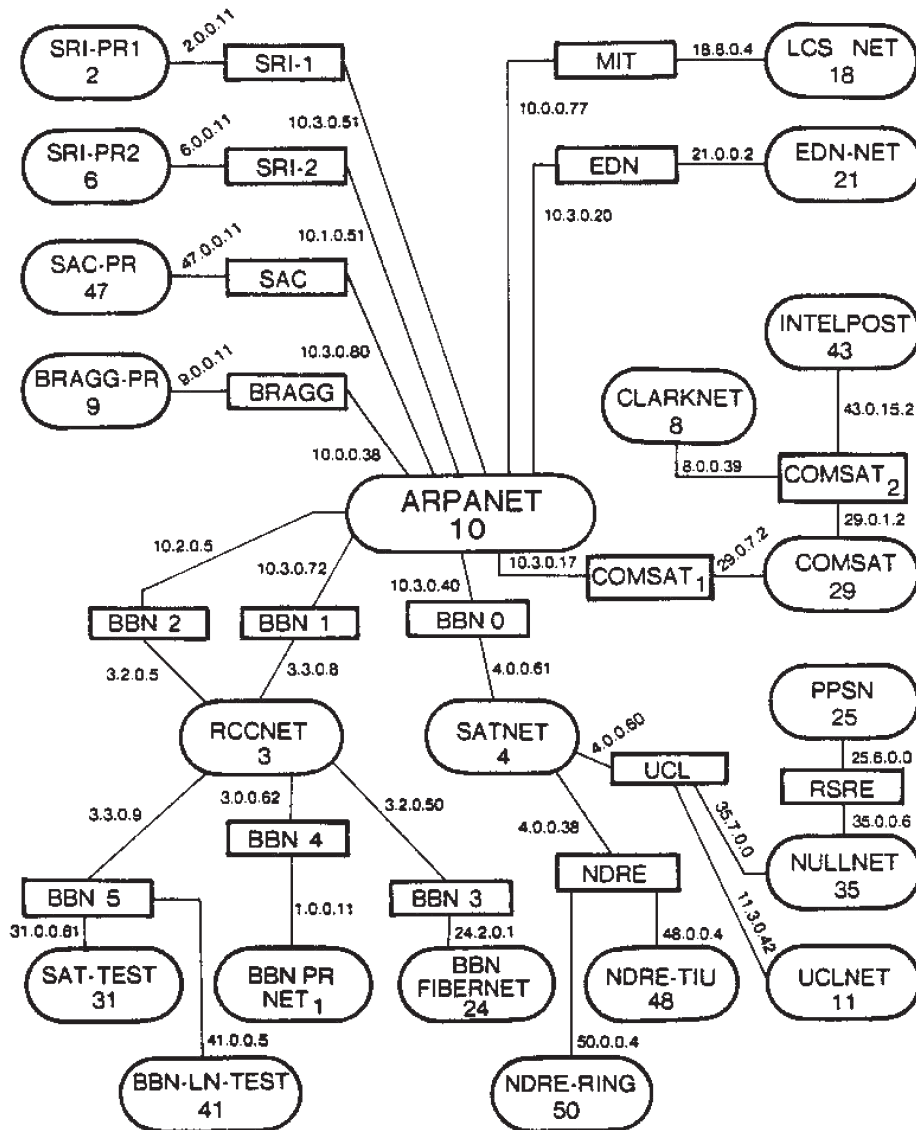 SRI-PR1
2
2.0.0.11
SRI-1
10.3.0.51
MIT
10.0.0.77
18.8.0.4
LCS NET
18
SRI-PR2
6
6.0.0.11
SRI-2
10.1.0.51
EDN
10.3.0.20
21.0.0.2
EDN-NET
21
SAC-PR
47
47.0.0.11
SAC
10.3.0.80
INTELPOST
43
43.0.15.2
BRAGG-PR
9
9.0.0.11
BRAGG
10.0.0.38
CLARKNET
8
8.0.0.39
COMSAT 2
29.0.1.2
ARPANET
10
10.2.0.5
10.3.0.72
10.3.0.40
10.3.0.17
COMSAT 1
29.0.7.2
COMSAT
29
BBN 2
BBN 1
BBN 0
3.2.0.5
3.3.0.8
4.0.0.61
RCCNET
3
SATNET
4
4.0.0.60
UCL
PPSN
25
25.6.0.0
RSRE
35.0.0.6
3.3.0.9
3.0.0.62
3.2.0.50
4.0.0.38
35.7.0.0
11.3.0.42
NULLNET
35
BBN 4
BBN 5
BBN 3
NDRE
31.0.0.61
1.0.0.11
24.2.0.1
48.0.0.4
SAT-TEST
31
BBN PR
NET 1
BBN
FIBERNET
24
NDRE-TIU
48
UCLNET
11
41.0.0.5
50.0.0.4
BBN-LN-TEST
41
NDRE-RING
50